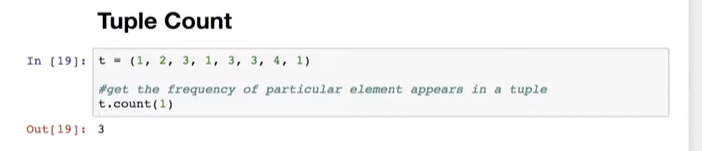 Tuple Count
In [19]: t = (1, 2, 3, 1, 3, 3, 4, 1)
#get the frequency of particular element appears in a tuple
t.count(1)
Out[19]: 3